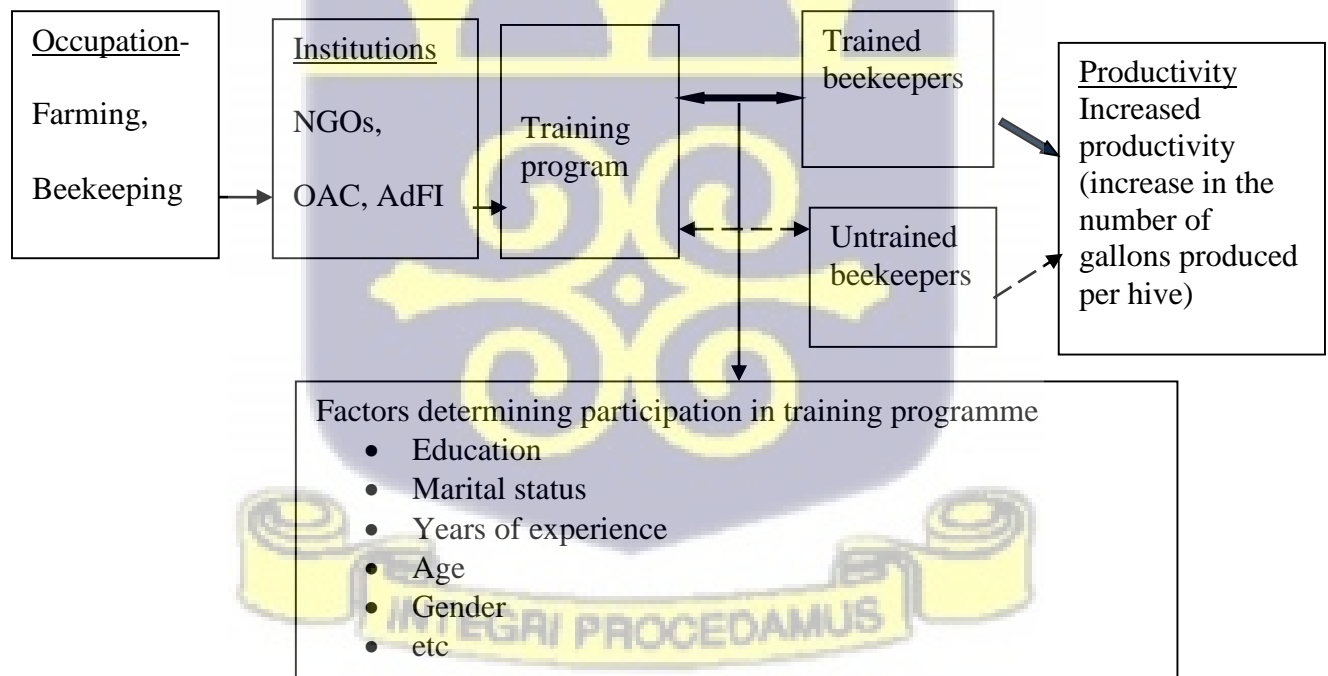 Occupation-
Farming,
Beekeeping
Institutions
NGOs,
OAC, AdFI
Training
program
Trained
beekeepers
Untrained
beekeepers
Productivity
Increased
productivity
(increase in the
number of
gallons produced
per hive)
Factors determining participation in training programme
• Education
• Marital status
• Years of experience
• Age
• Gender
• etc
INTEGRI PROCEDAMUS